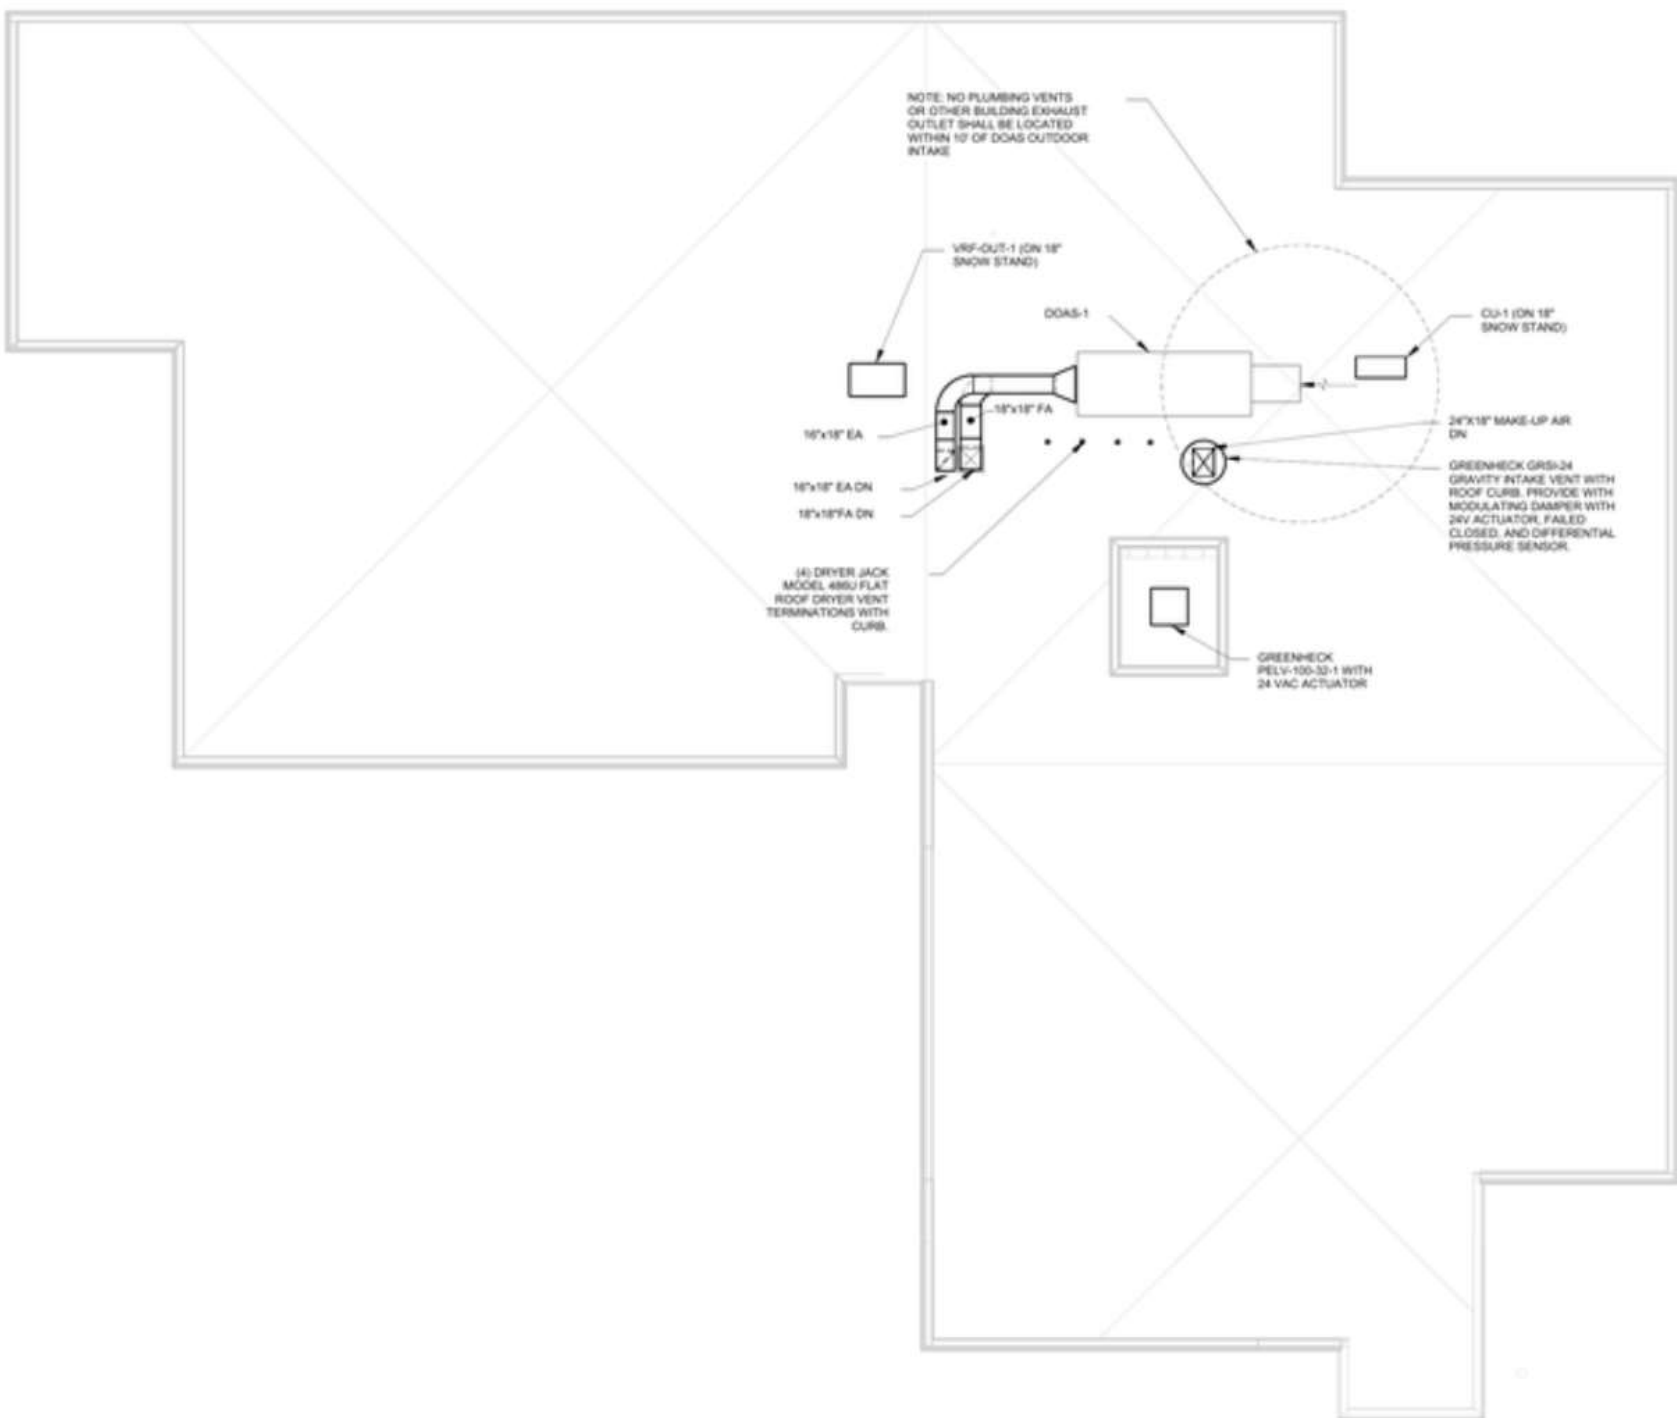 NOTE: NO PLUMBING VENTS
OR OTHER BUILDING EXHAUST
OUTLET SHALL BE LOCATED
WITHIN 10' OF DOAS OUTDOOR
INTAKE
VRF-OUT-1 (ON 18"
SNOW STAND)
DOAS-1
CU-1 (ON 18"
SNOW STAND)
18"x18" FA
16"x18" EA
24"X18" MAKE-UP AIR
DN
GREENHECK GRSI-24
GRAVITY INTAKE VENT WITH
ROOF CURB. PROVIDE WITH
MODULATING DAMPER WITH
24V ACTUATOR, FAILED
CLOSED, AND DIFFERENTIAL
PRESSURE SENSOR.
16"x18" EA DN
18"x18"FA DN
(4) DRYER JACK
MODEL 486U FLAT
ROOF DRYER VENT
TERMINATIONS WITH
CURB.
GREENHECK
PELV-100-32-1 WITH
24 VAC ACTUATOR